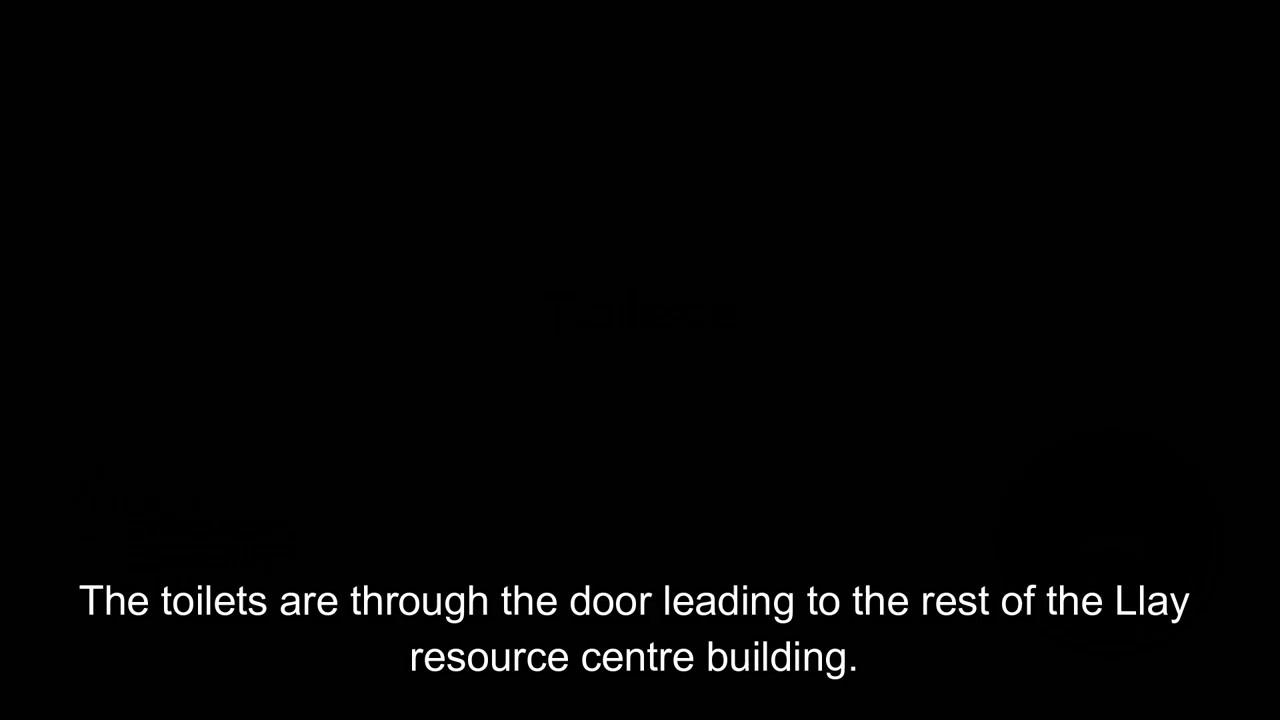 The toilets are through the door leading to the rest of the Llay
resource centre building.